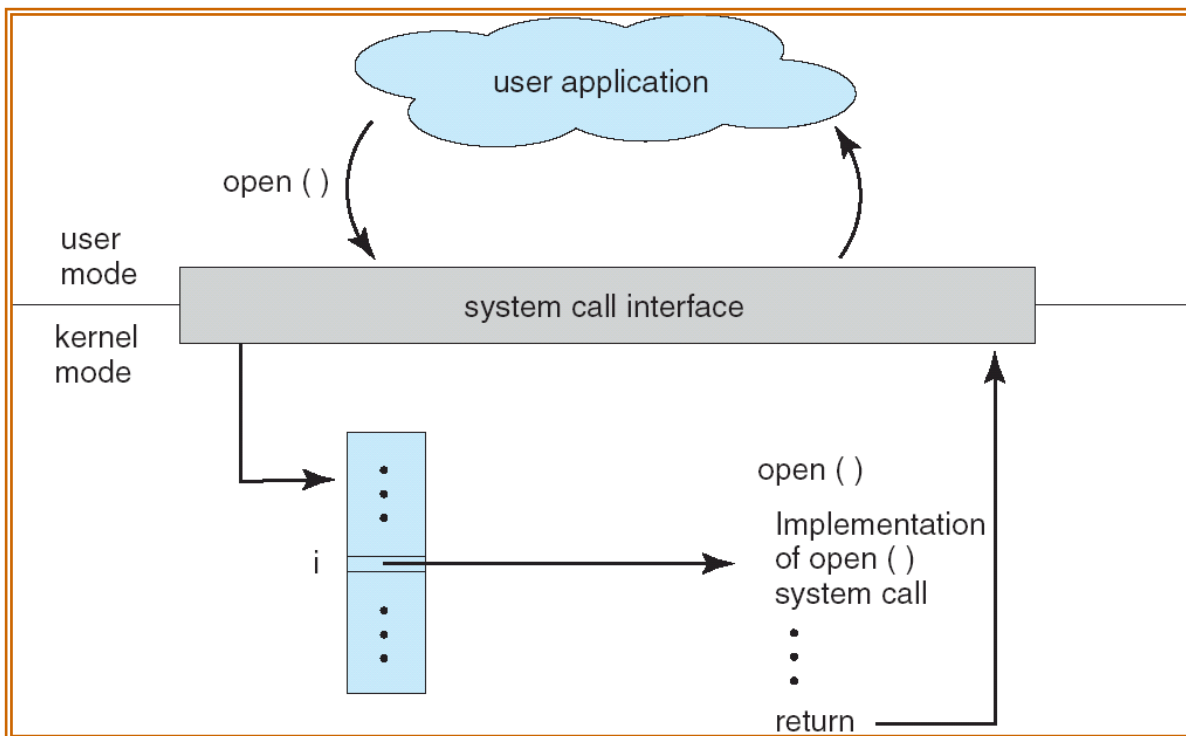 user application
open ( )
user
mode
system call interface
kernel
mode
open ( )
Implementation
of open ( )
system call
i
return